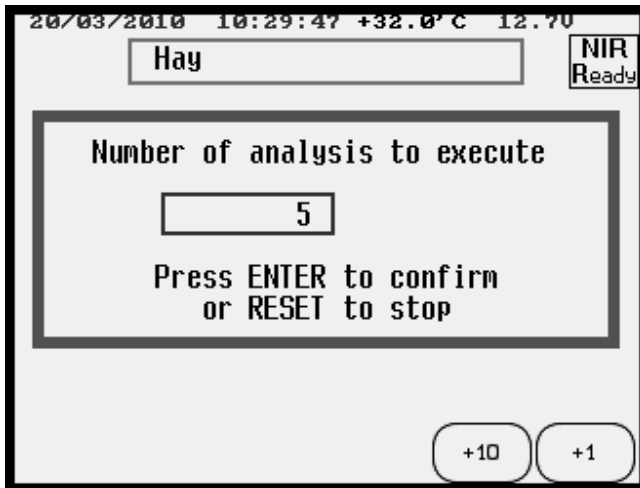 20/03/2010 10:29:47 +32.0'C 12.7V
Hay
NIR
Ready
Number of analysis to execute
5
Press ENTER to confirm
or RESET to stop
+10 +1